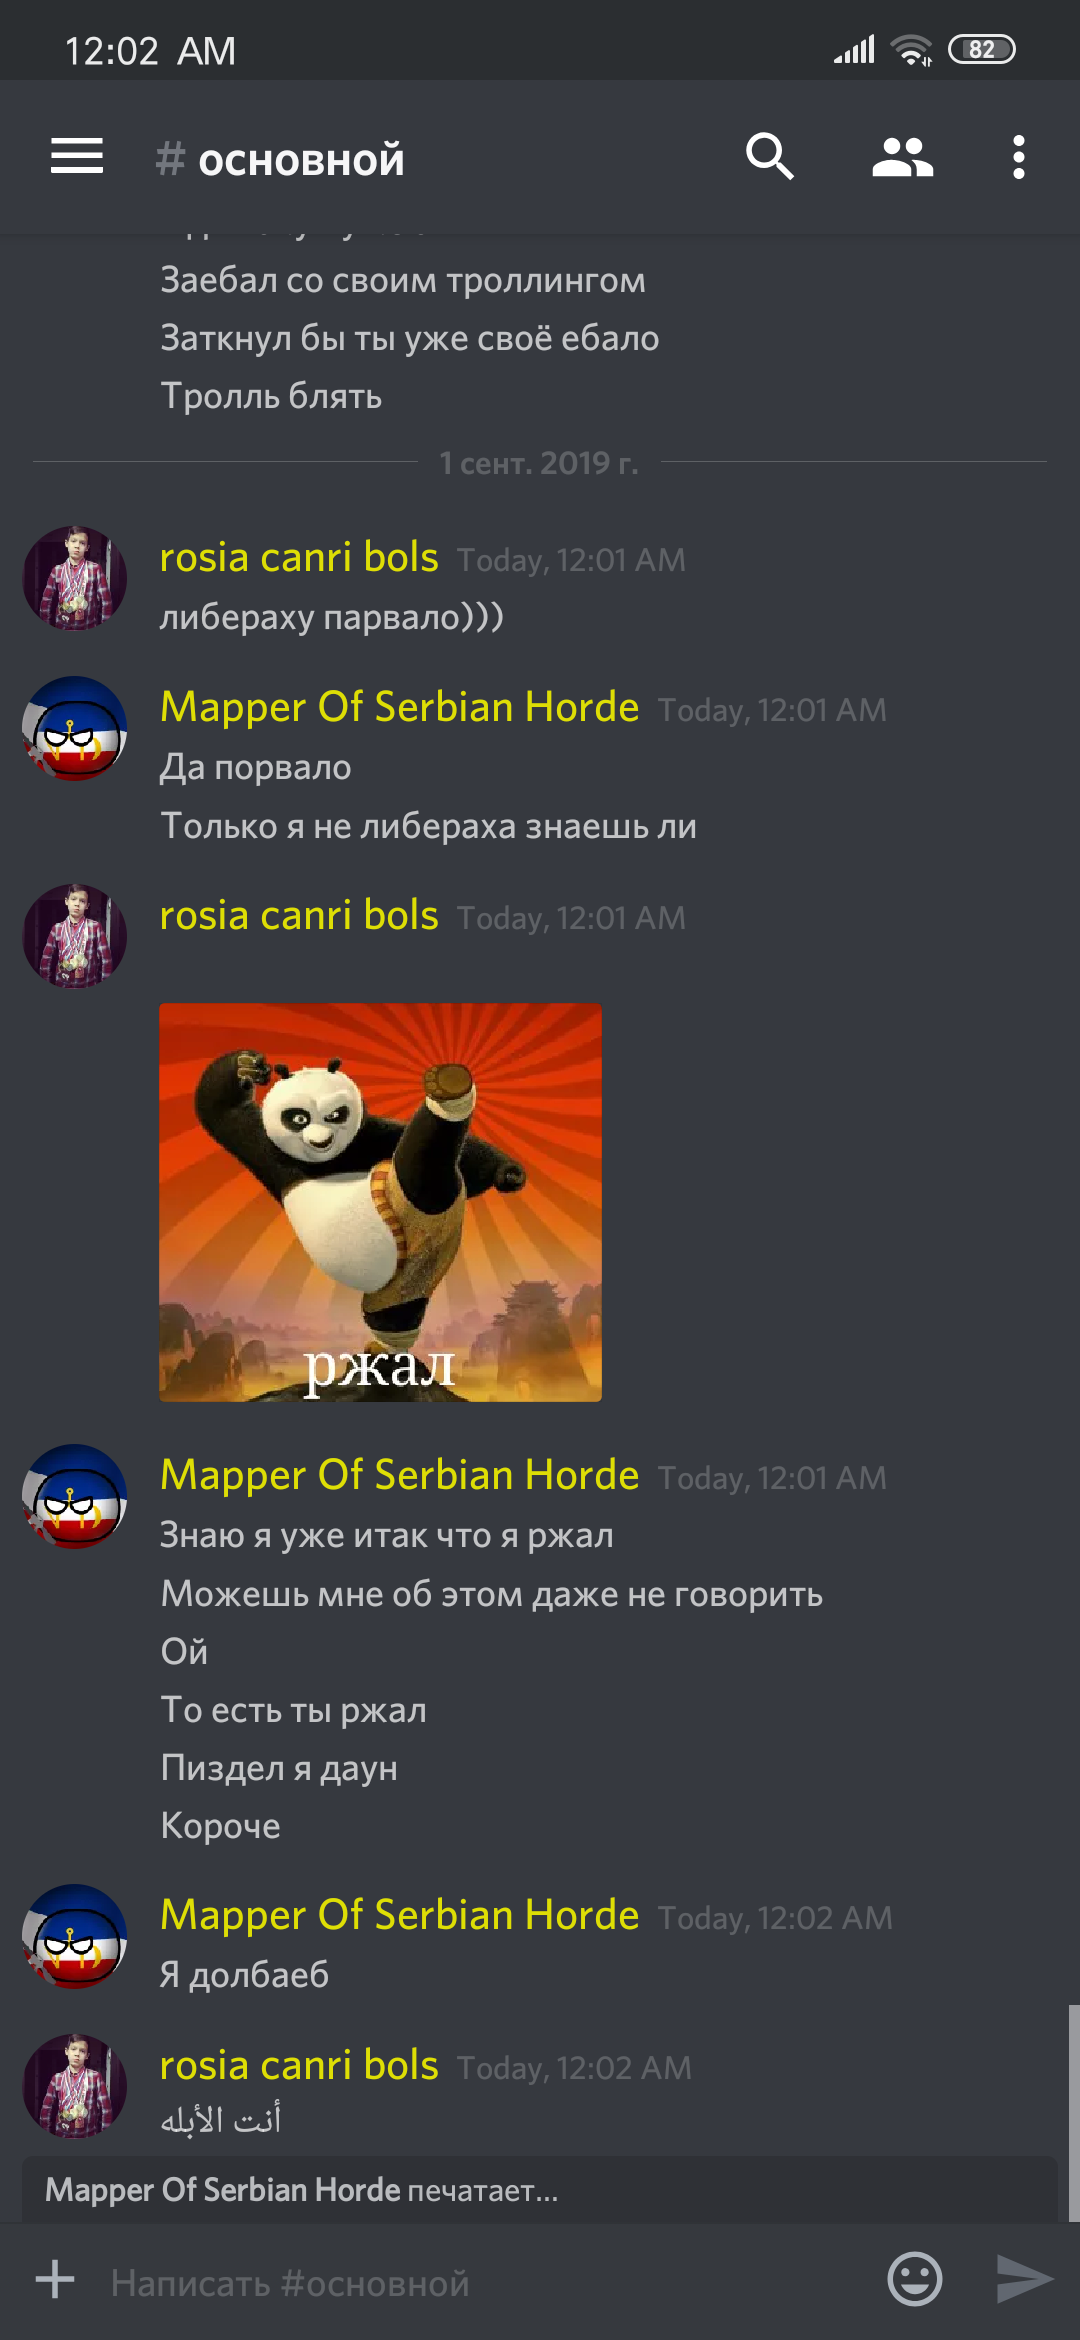 12:02 AM
82
# основной
Заебал со своим троллингом
Заткнул бы ты уже своё ебало
Тролль блять
1 сент. 2019 г.
rosia canri bols Today, 12:01 AM
либераху парвало)))
Mapper Of Serbian Horde Today, 12:01 AM
Да порвало
Только я не либераха знаешь ли
rosia canri bols Today, 12:01 AM
ржал
Mapper Of Serbian Horde Today, 12:01 AM
Знаю я уже итак что я ржал
Можешь мне об этом даже не говорить
Ой
То есть ты ржал
Пиздел я даун
Короче
Mapper Of Serbian Horde Today, 12:02 AM
Я долбаеб
rosia canri bols Today, 12:02 AM
أنت الأبله
Mapper Of Serbian Horde печатает...
Написать #основной